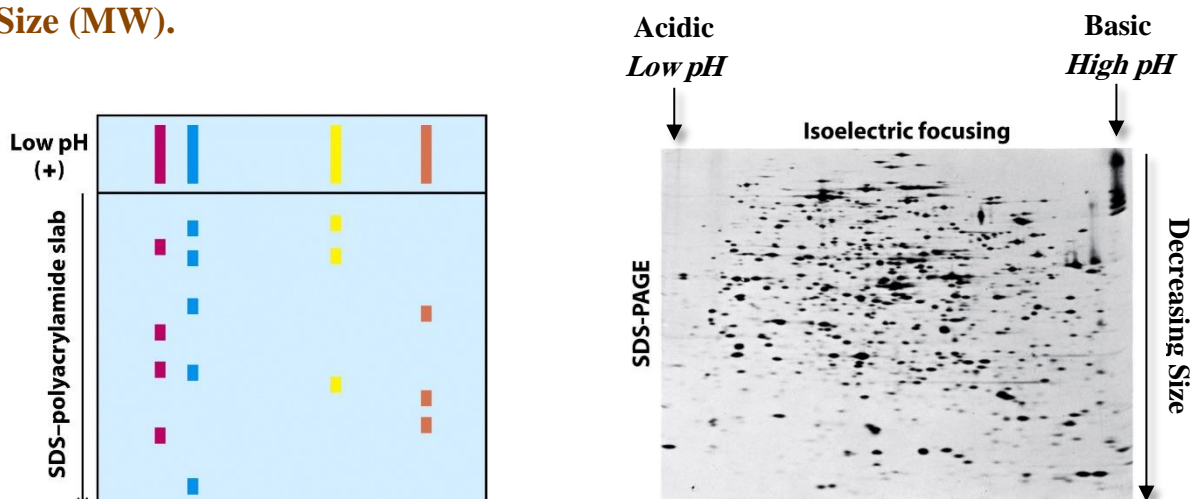 Size (MW).
Low pH
(+)
SDS–polyacrylamide slab
Acidic
Low pH
Basic
High pH
Isoelectric focusing
SDS-PAGE
Decreasing Size